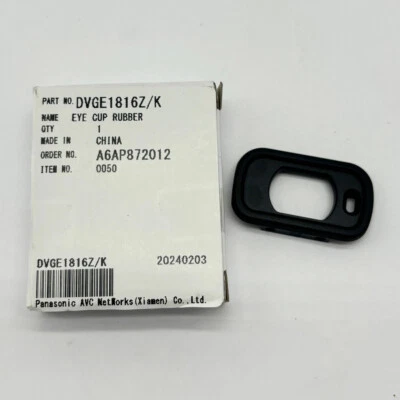 PART NO. DVGE1816Z/K
NAME EYE CUP RUBBER
QTY 1
MADE IN CHINA
ORDER NO. A6AP872012
ITEM NO. 0050
DVGE1816Z/K 20240203
Panasonic AVC NetWorks(Xiamen) Co.,Ltd.